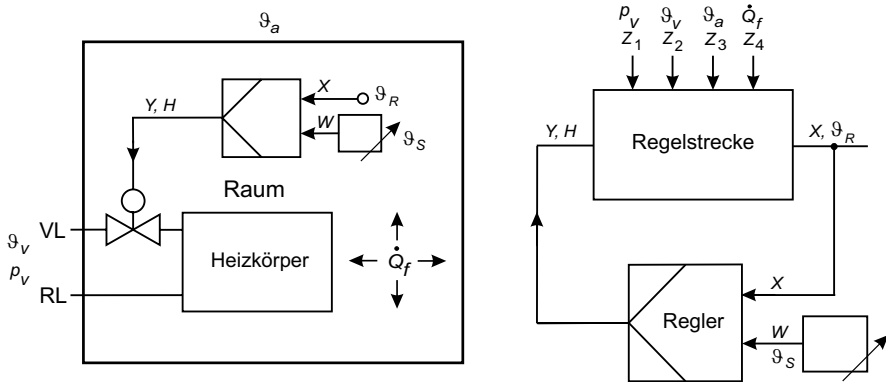 ϑa
X
ϑR
Y, H
W
ϑS
Raum
VL
ϑv
pv
RL
Heizkörper
Q̇f
pv ϑv ϑa Q̇f
Z1 Z2 Z3 Z4
Y, H
Regelstrecke
X, ϑR
X
Regler
W
ϑS